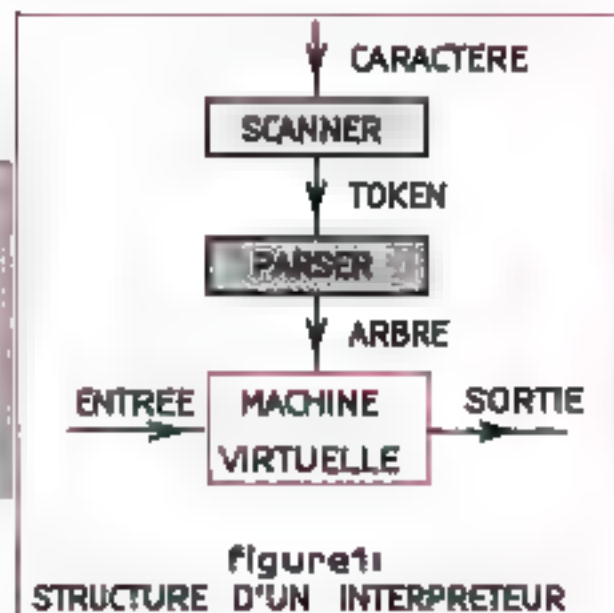 CARACTERE
SCANNER
TOKEN
PARSER
ARBRE
ENTREE MACHINE SORTIE
VIRTUELLE
figure1:
STRUCTURE D'UN INTERPRETEUR